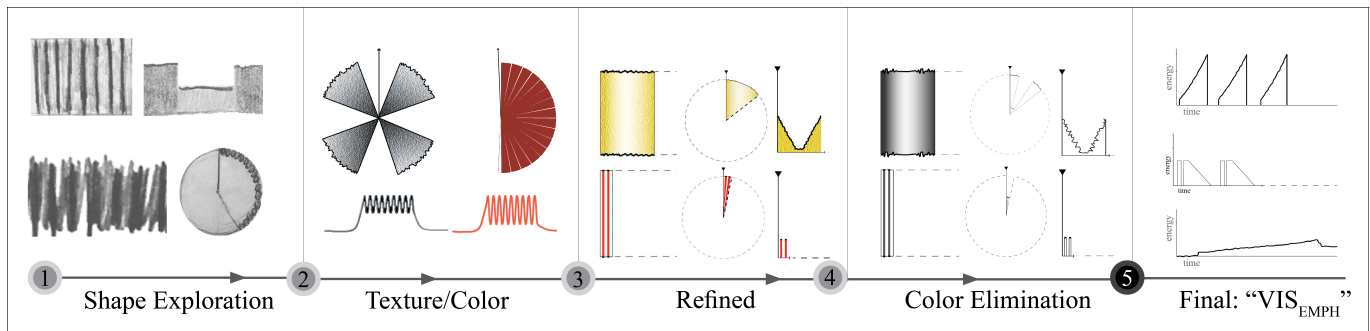 energy
time
energy
time
energy
time
1
2
3
4
5
Shape Exploration
Texture/Color
Refined
Color Elimination
Final: “VIS_EMPH”